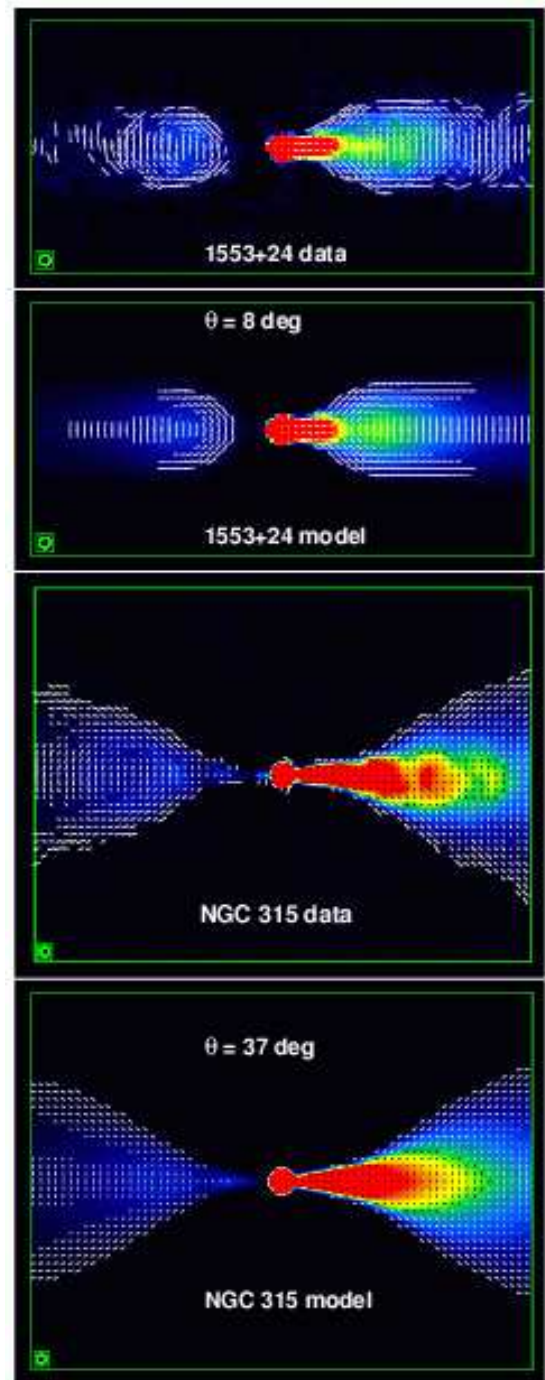 1553+24 data
θ = 8 deg
1553+24 model
NGC 315 data
θ = 37 deg
NGC 315 model